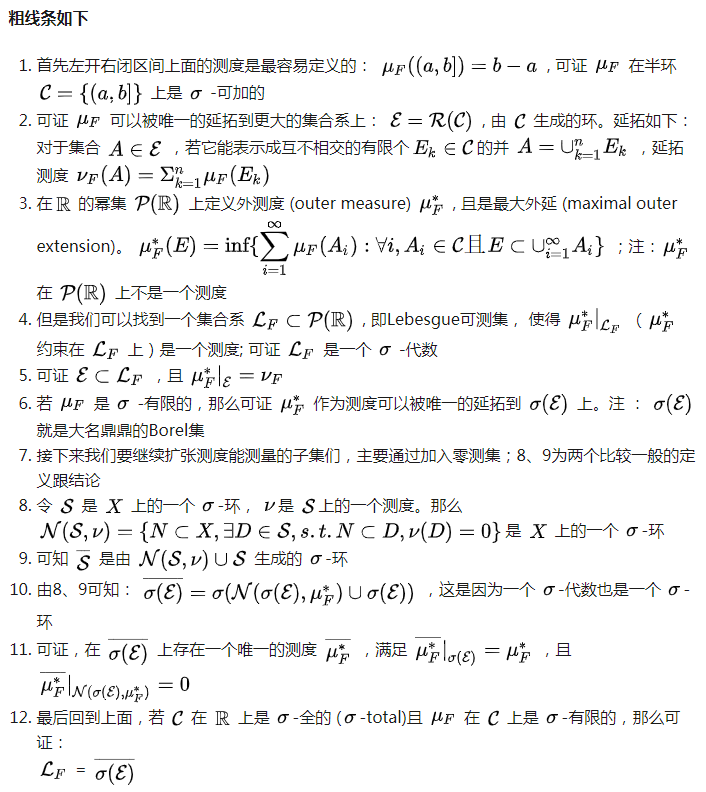 粗线条如下
1. 首先左开右闭区间上面的测度是最容易定义的： $\mu_F((a,b]) = b - a$ ，可证 $\mu_F$ 在半环
$\mathcal{C} = \{(a,b]\}$ 上是 $\sigma$ -可加的
2. 可证 $\mu_F$ 可以被唯一的延拓到更大的集合系上： $\mathcal{E} = \mathcal{R}(\mathcal{C})$ ，由 $\mathcal{C}$ 生成的环。延拓如下：
对于集合 $A \in \mathcal{E}$ ，若它能表示成互不相交的有限个 $E_k \in \mathcal{C}$ 的并 $A = \cup_{k=1}^n E_k$ ，延拓
测度 $\nu_F(A) = \Sigma_{k=1}^n \mu_F(E_k)$
3. 在 $\mathbb{R}$ 的幂集 $\mathcal{P}(\mathbb{R})$ 上定义外测度 (outer measure) $\mu_F^*$ ，且是最大外延 (maximal outer
extension)。 $\mu_F^*(E) = \inf\{\sum_{i=1}^{\infty} \mu_F(A_i) : \forall i, A_i \in \mathcal{C} 且 E \subset \cup_{i=1}^{\infty} A_i\}$ ；注： $\mu_F^*$
在 $\mathcal{P}(\mathbb{R})$ 上不是一个测度
4. 但是我们可以找到一个集合系 $\mathcal{L}_F \subset \mathcal{P}(\mathbb{R})$ ，即Lebesgue可测集， 使得 $\mu_F^*|_{\mathcal{L}_F}$ （ $\mu_F^*$
约束在 $\mathcal{L}_F$ 上）是一个测度; 可证 $\mathcal{L}_F$ 是一个 $\sigma$ -代数
5. 可证 $\mathcal{E} \subset \mathcal{L}_F$ ，且 $\mu_F^*|_{\mathcal{E}} = \nu_F$
6. 若 $\mu_F$ 是 $\sigma$ -有限的，那么可证 $\mu_F^*$ 作为测度可以被唯一的延拓到 $\sigma(\mathcal{E})$ 上。注 ： $\sigma(\mathcal{E})$
就是大名鼎鼎的Borel集
7. 接下来我们要继续扩张测度能测量的子集们，主要通过加入零测集；8、9为两个比较一般的定
义跟结论
8. 令 $\mathcal{S}$ 是 $X$ 上的一个 $\sigma$ -环， $\nu$ 是 $\mathcal{S}$ 上的一个测度。那么
$\mathcal{N}(\mathcal{S},\nu) = \{N \subset X, \exists D \in \mathcal{S}, s.t. N \subset D, \nu(D) = 0\}$ 是 $X$ 上的一个 $\sigma$ -环
9. 可知 $\overline{\mathcal{S}}$ 是由 $\mathcal{N}(\mathcal{S},\nu) \cup \mathcal{S}$ 生成的 $\sigma$ -环
10. 由8、9可知： $\overline{\sigma(\mathcal{E})} = \sigma(\mathcal{N}(\sigma(\mathcal{E}),\mu_F^*) \cup \sigma(\mathcal{E}))$ ，这是因为一个 $\sigma$ -代数也是一个 $\sigma$ -
环
11. 可证，在 $\overline{\sigma(\mathcal{E})}$ 上存在一个唯一的测度 $\overline{\mu_F^*}$ ，满足 $\overline{\mu_F^*}|_{\sigma(\mathcal{E})} = \mu_F^*$ ，且
$\overline{\mu_F^*}|_{\mathcal{N}(\sigma(\mathcal{E}),\mu_F^*)} = 0$
12. 最后回到上面，若 $\mathcal{C}$ 在 $\mathbb{R}$ 上是 $\sigma$ -全的 ( $\sigma$ -total)且 $\mu_F$ 在 $\mathcal{C}$ 上是 $\sigma$ -有限的，那么可
证：
$\mathcal{L}_F$ = $\overline{\sigma(\mathcal{E})}$